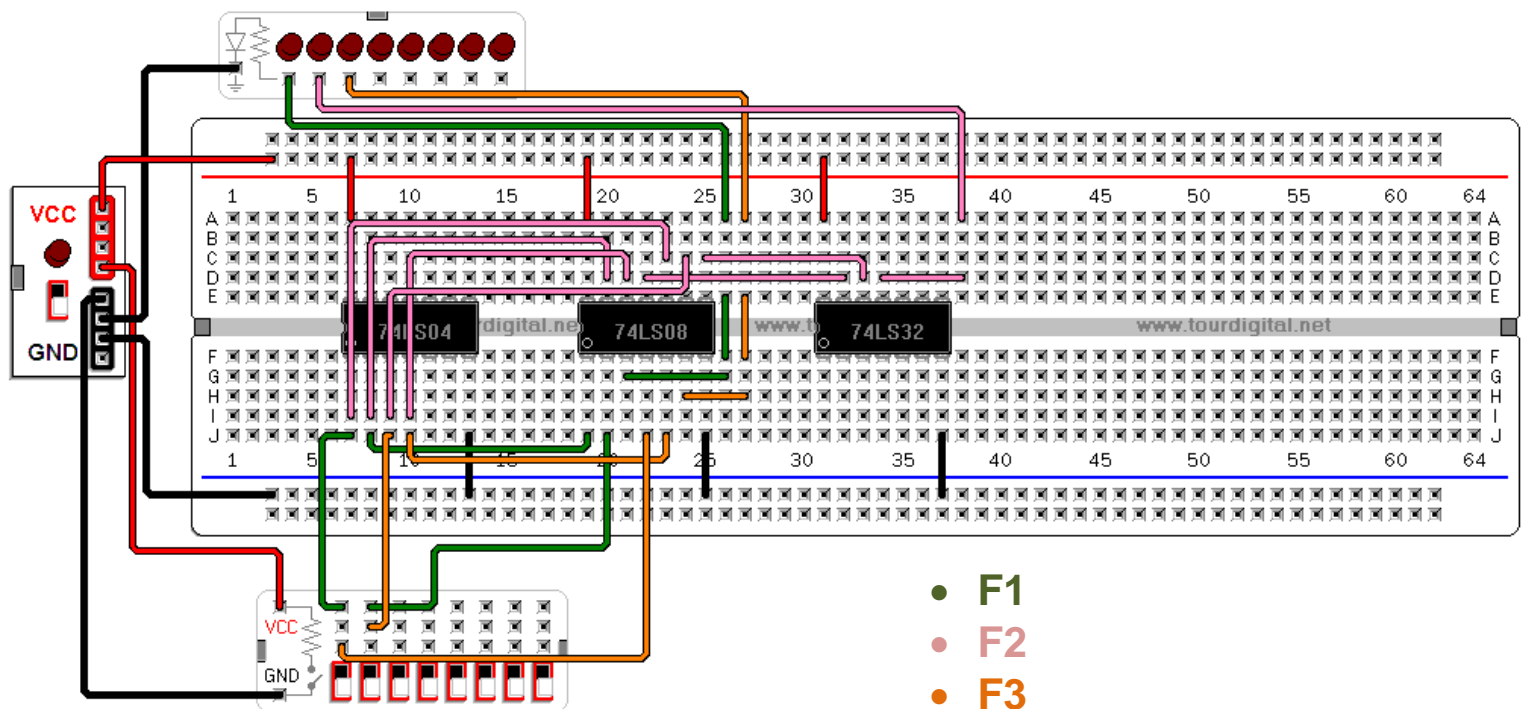 1 5 10 15 20 25 30 35 40 45 50 55 60 64
VCC
A A
B B
C C
D D
E E
74LS04 rdigital.ne 74LS08 www.t 74LS32 www.tourdigital.net
GND
F F
G G
H H
I I
J J
1 5 10 15 20 25 30 35 40 45 50 55 60 64
• F1
VCC
• F2
GND
• F3